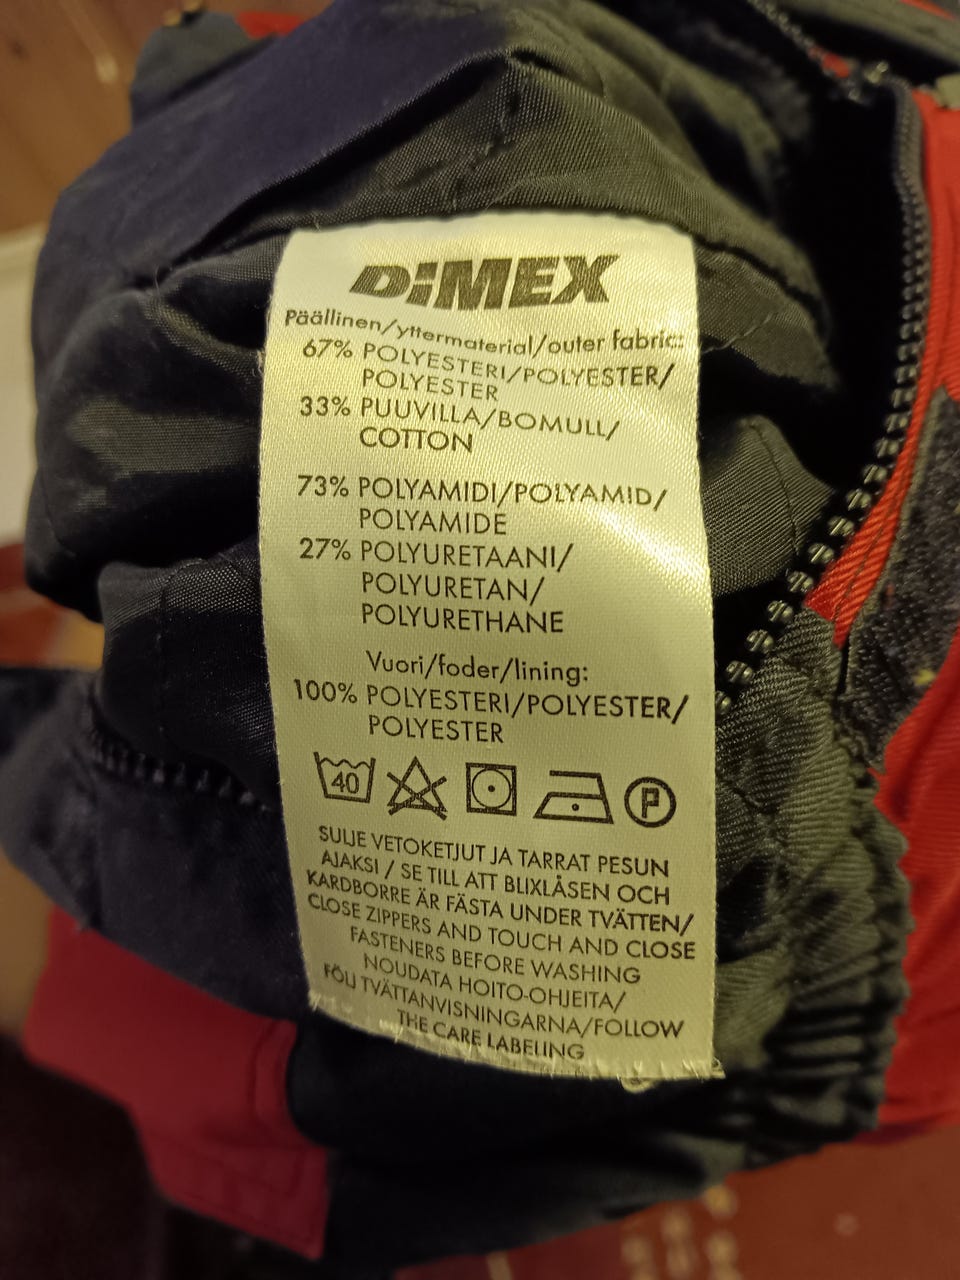 DiMEX
Päällinen/yttermaterial/outer fabric:
67% POLYESTERI/POLYESTER/
POLYESTER
33% PUUVILLA/BOMULL/
COTTON
73% POLYAMIDI/POLYAMID/
POLYAMIDE
27% POLYURETAANI/
POLYURETAN/
POLYURETHANE
Vuori/foder/lining:
100% POLYESTERI/POLYESTER/
POLYESTER
40 P
SULJE VETOKETJUT JA TARRAT PESUN
AJAKSI / SE TILL ATT BLIXLÅSEN OCH
KARDBORRE ÄR FÄSTA UNDER TVÄTTEN/
CLOSE ZIPPERS AND TOUCH AND CLOSE
FASTENERS BEFORE WASHING
NOUDATA HOITO-OHJEITA/
FÖLJ TVÄTTANVISNINGARNA/FOLLOW
THE CARE LABELING